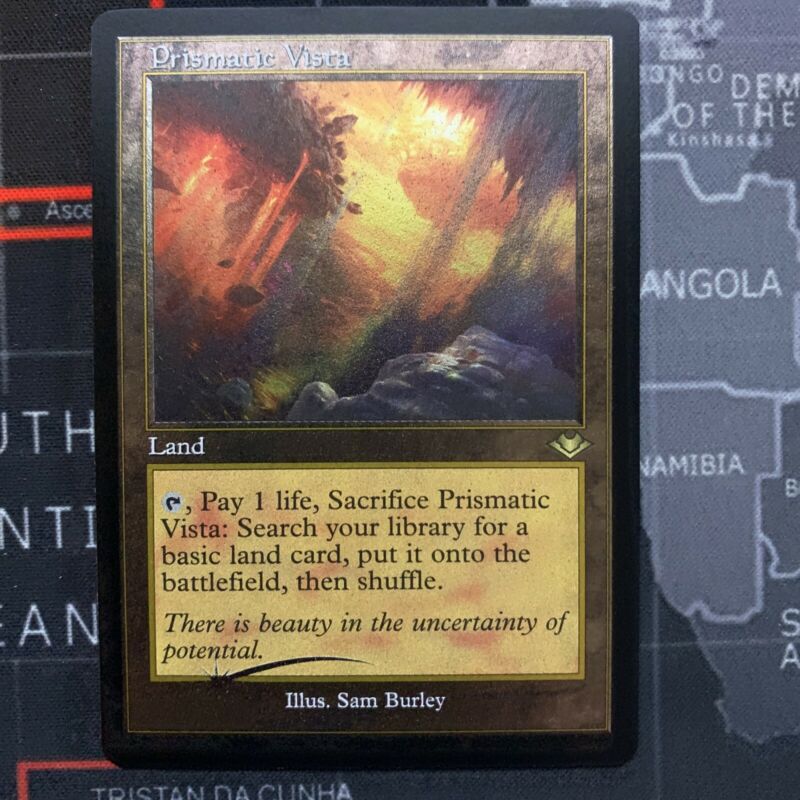 Prismatic Vista
Land
, Pay 1 life, Sacrifice Prismatic
Vista: Search your library for a
basic land card, put it onto the
battlefield, then shuffle.
There is beauty in the uncertainty of
potential.
Illus. Sam Burley
ONGO
DEM
OF THE
Kinshasa
Asce
ANGOLA
UTH
NAMIBIA
B
NTI
EAN
S
A
TRISTAN DA CUNHA